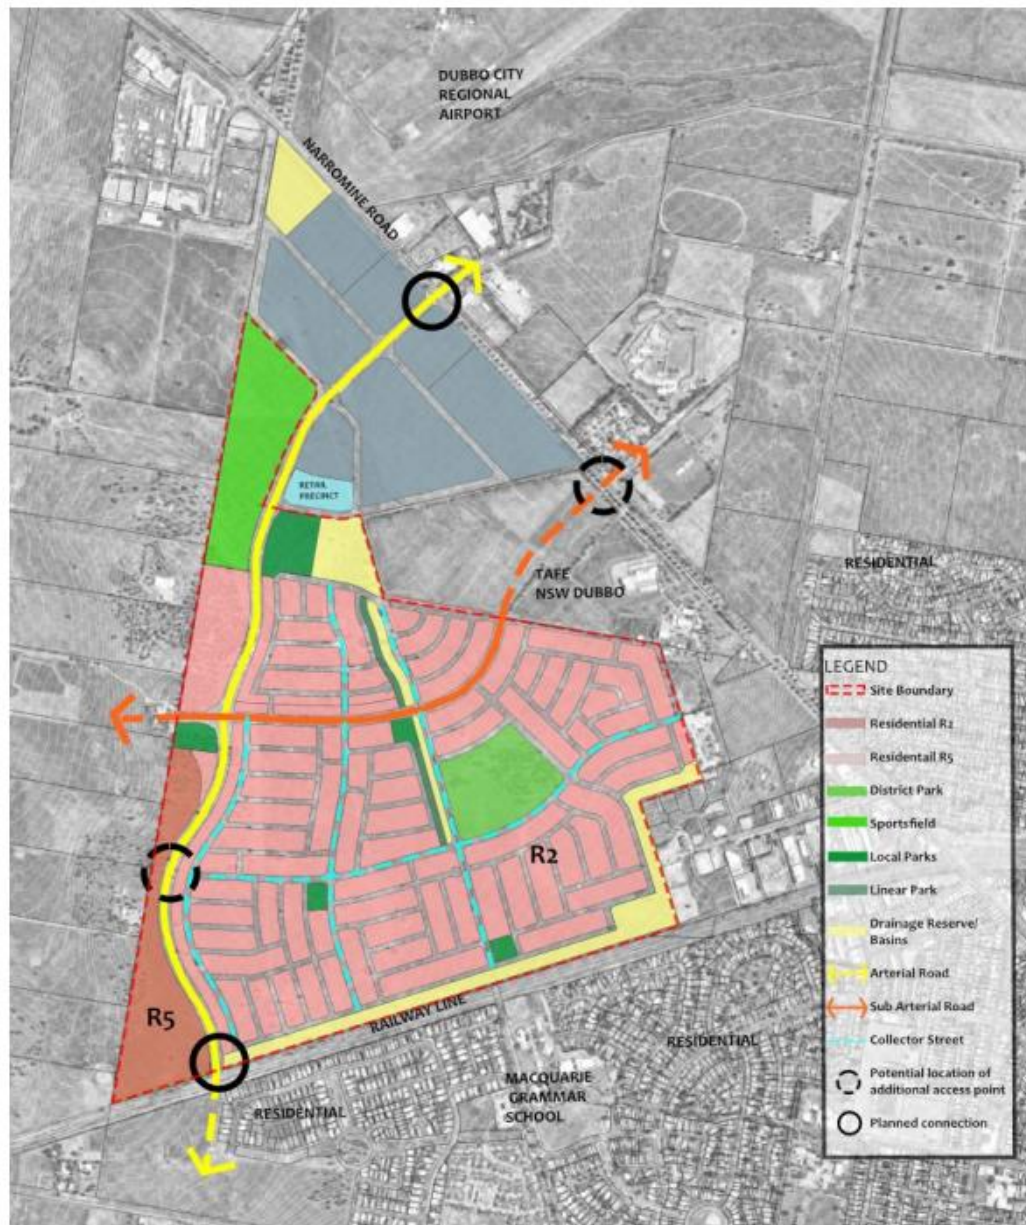 DUBBO CITY
REGIONAL
AIRPORT
NARROMINE ROAD
RETAIL
PRECINCT
TAFE
NSW DUBBO
RESIDENTIAL
R2
R5
RAILWAY LINE
RESIDENTIAL
MACQUARIE
GRAMMAR
SCHOOL
RESIDENTIAL
LEGEND
Site Boundary
Residential R2
Residentail R5
District Park
Sportsfield
Local Parks
Linear Park
Drainage Reserve/
Basins
Arterial Road
Sub Arterial Road
Collector Street
Potential location of
additional access point
Planned connection